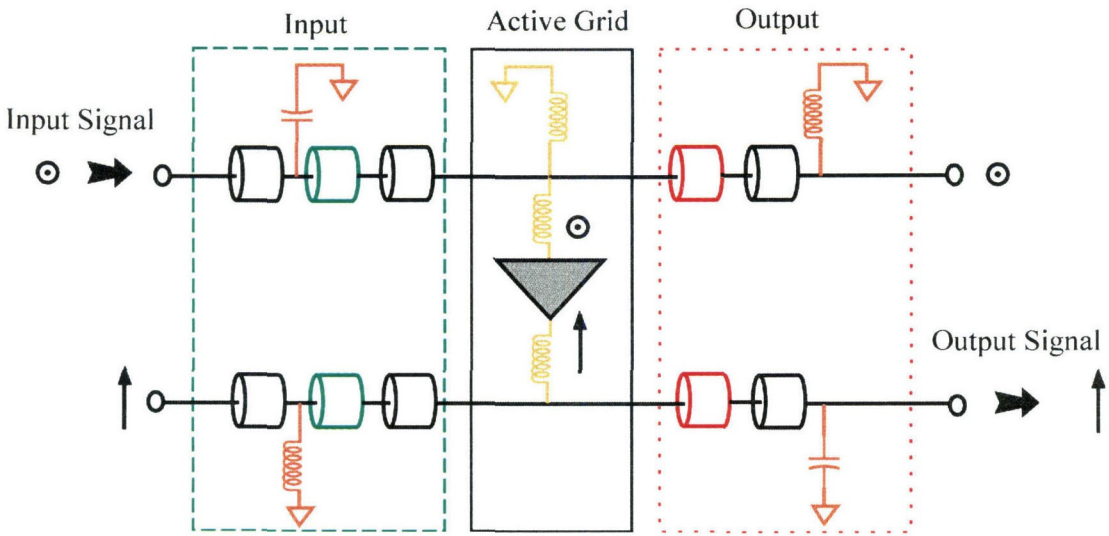 Input
Active Grid
Output
Input Signal
Output Signal